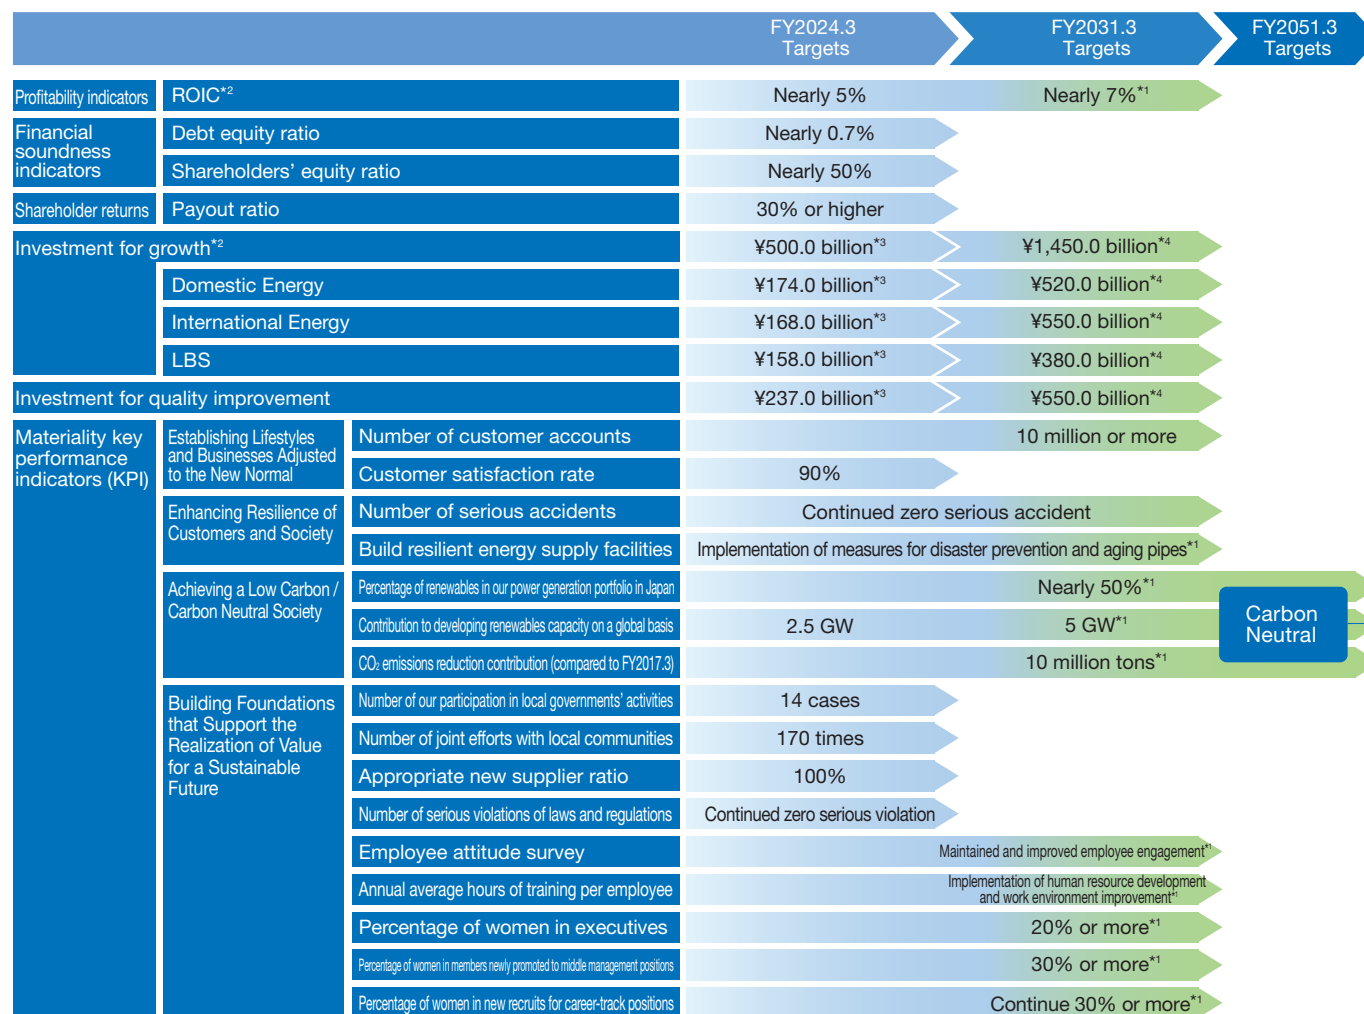 FY2024.3
Targets
FY2031.3
Targets
FY2051.3
Targets
Profitability indicators
ROIC*2
Nearly 5%
Nearly 7%*1
Financial
soundness
indicators
Debt equity ratio
Nearly 0.7%
Shareholders’ equity ratio
Nearly 50%
Shareholder returns
Payout ratio
30% or higher
Investment for growth*2
¥500.0 billion*3
¥1,450.0 billion*4
Domestic Energy
¥174.0 billion*3
¥520.0 billion*4
International Energy
¥168.0 billion*3
¥550.0 billion*4
LBS
¥158.0 billion*3
¥380.0 billion*4
Investment for quality improvement
¥237.0 billion*3
¥550.0 billion*4
Materiality key
performance
indicators (KPI)
Establishing Lifestyles
and Businesses Adjusted
to the New Normal
Number of customer accounts
10 million or more
Customer satisfaction rate
90%
Enhancing Resilience of
Customers and Society
Number of serious accidents
Continued zero serious accident
Build resilient energy supply facilities
Implementation of measures for disaster prevention and aging pipes*1
Achieving a Low Carbon /
Carbon Neutral Society
Percentage of renewables in our power generation portfolio in Japan
Nearly 50%*1
Contribution to developing renewables capacity on a global basis
2.5 GW
5 GW*1
Carbon
Neutral
CO2 emissions reduction contribution (compared to FY2017.3)
10 million tons*1
Building Foundations
that Support the
Realization of Value
for a Sustainable
Future
Number of our participation in local governments’ activities
14 cases
Number of joint efforts with local communities
170 times
Appropriate new supplier ratio
100%
Number of serious violations of laws and regulations
Continued zero serious violation
Employee attitude survey
Maintained and improved employee engagement*1
Annual average hours of training per employee
Implementation of human resource development
and work environment improvement*1
Percentage of women in executives
20% or more*1
Percentage of women in members newly promoted to middle management positions
30% or more*1
Percentage of women in new recruits for career-track positions
Continue 30% or more*1